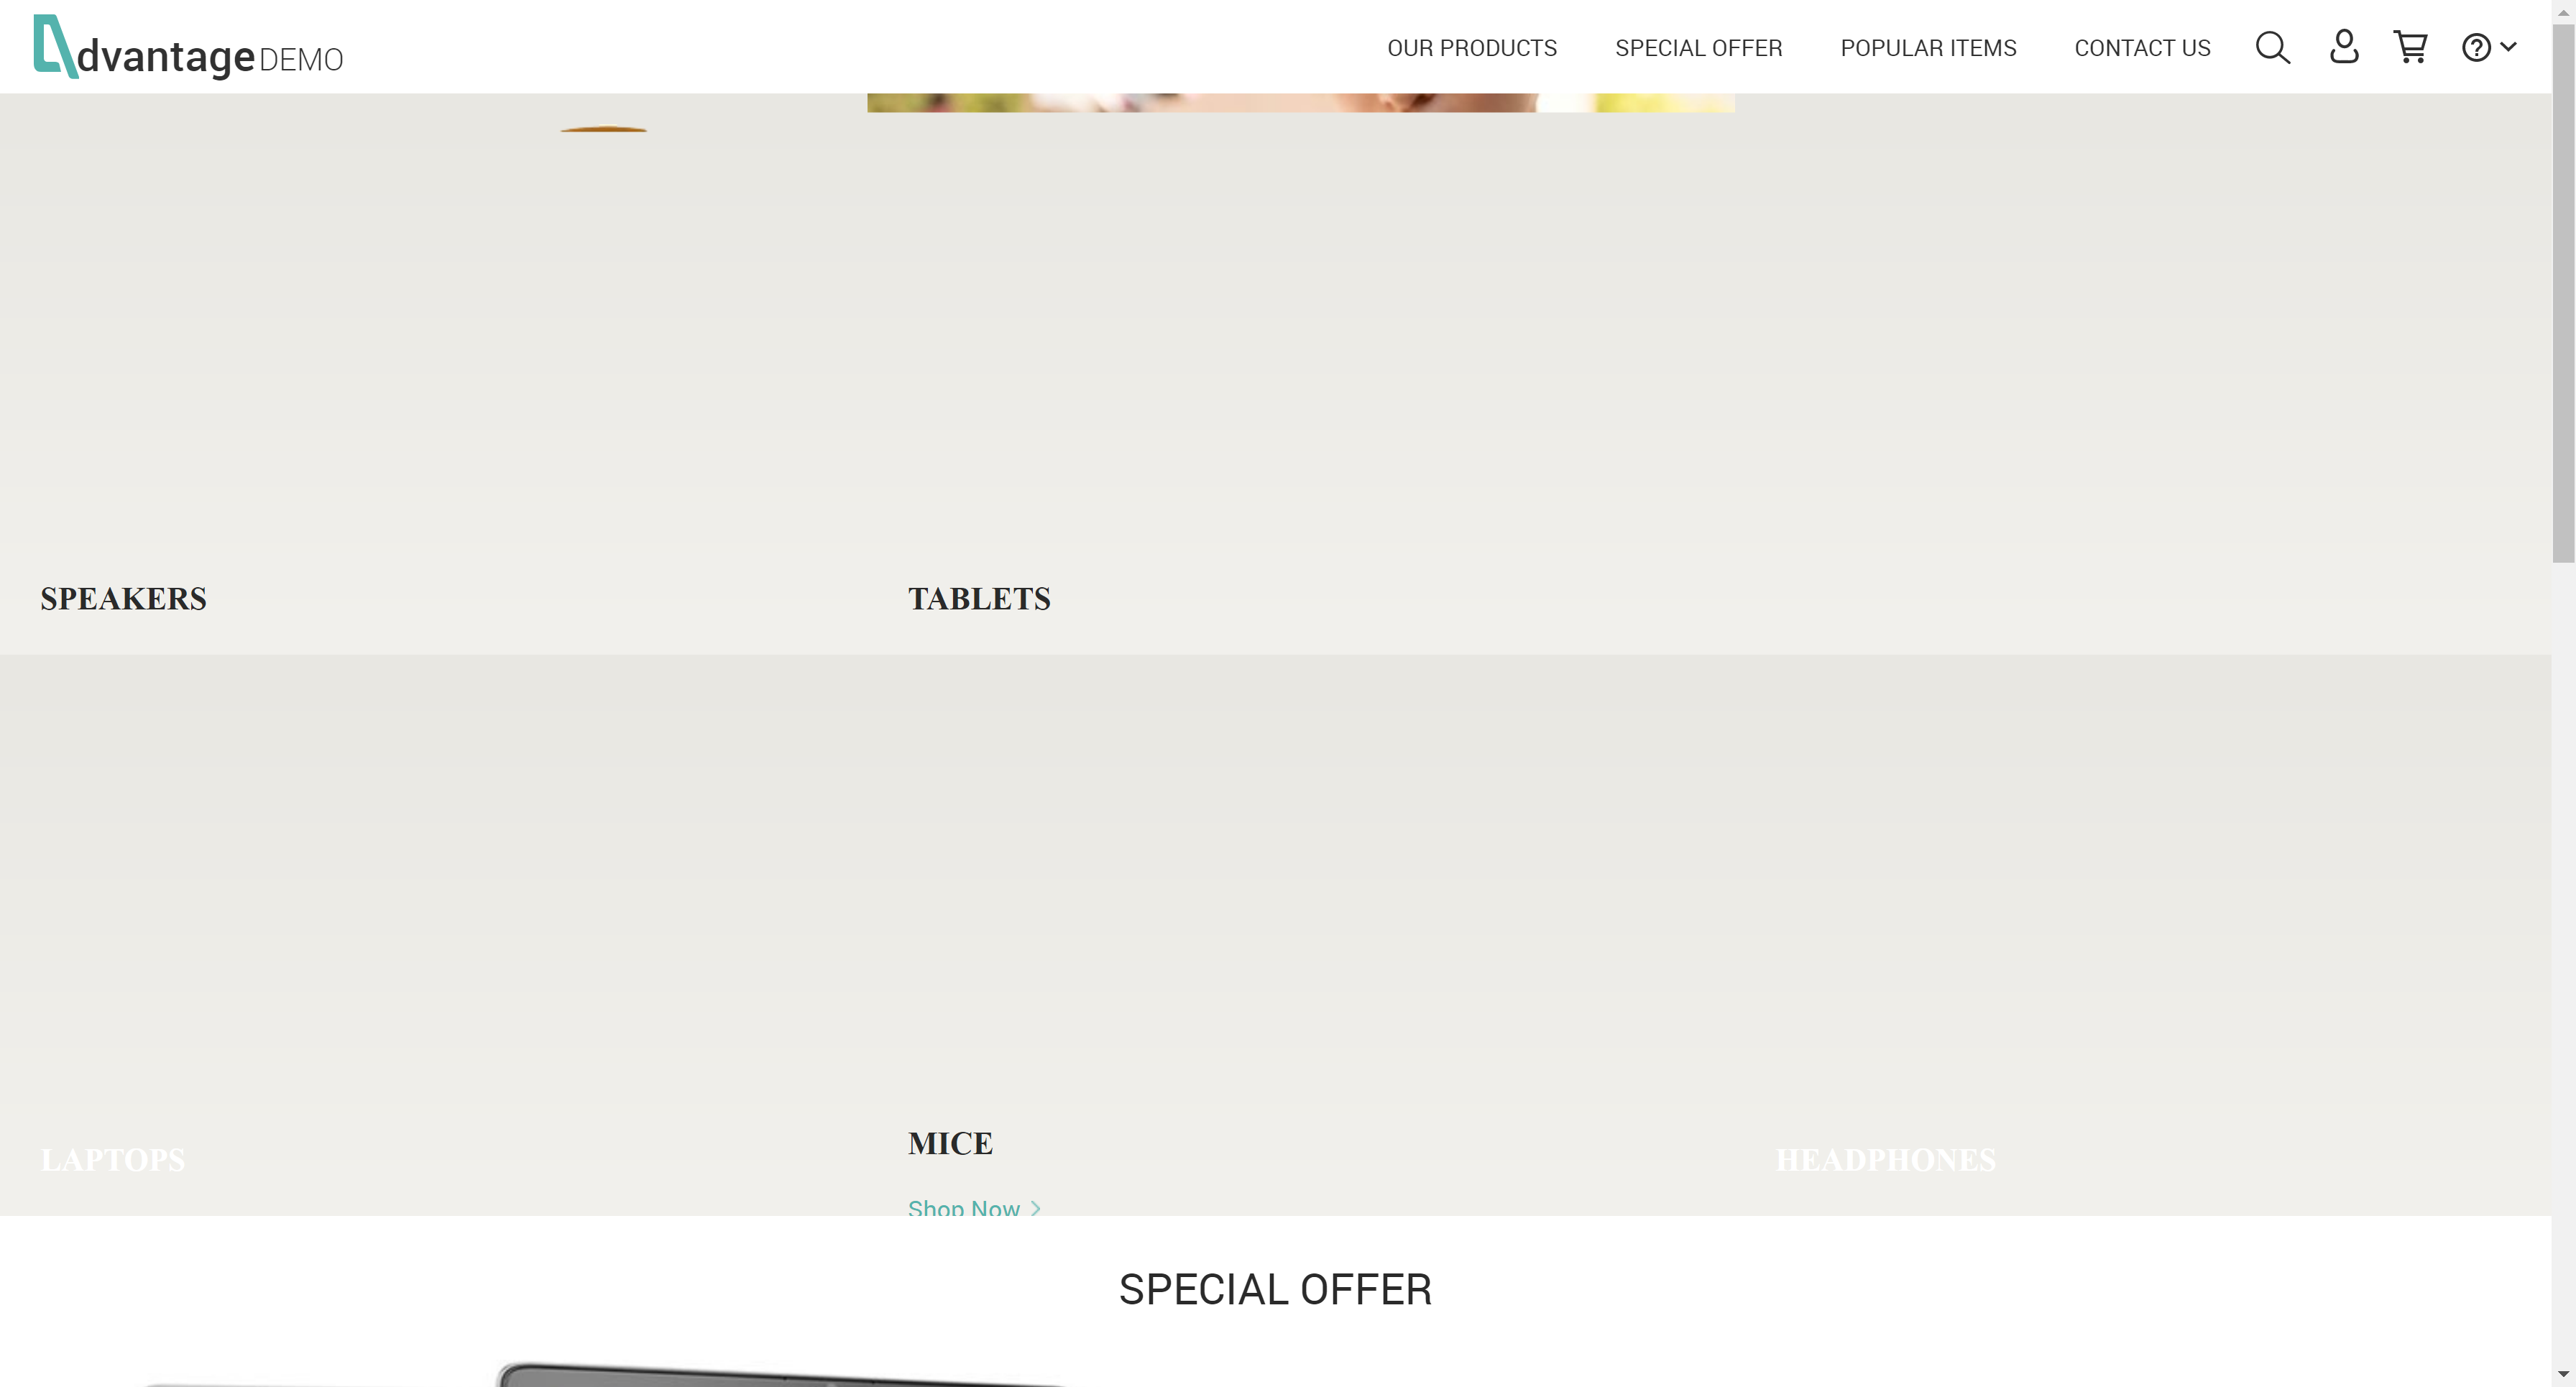 dvantage DEMO
OUR PRODUCTS
SPECIAL OFFER
POPULAR ITEMS
CONTACT US
SPEAKERS
TABLETS
LAPTOPS
MICE
Shop Now
HEADPHONES
SPECIAL OFFER